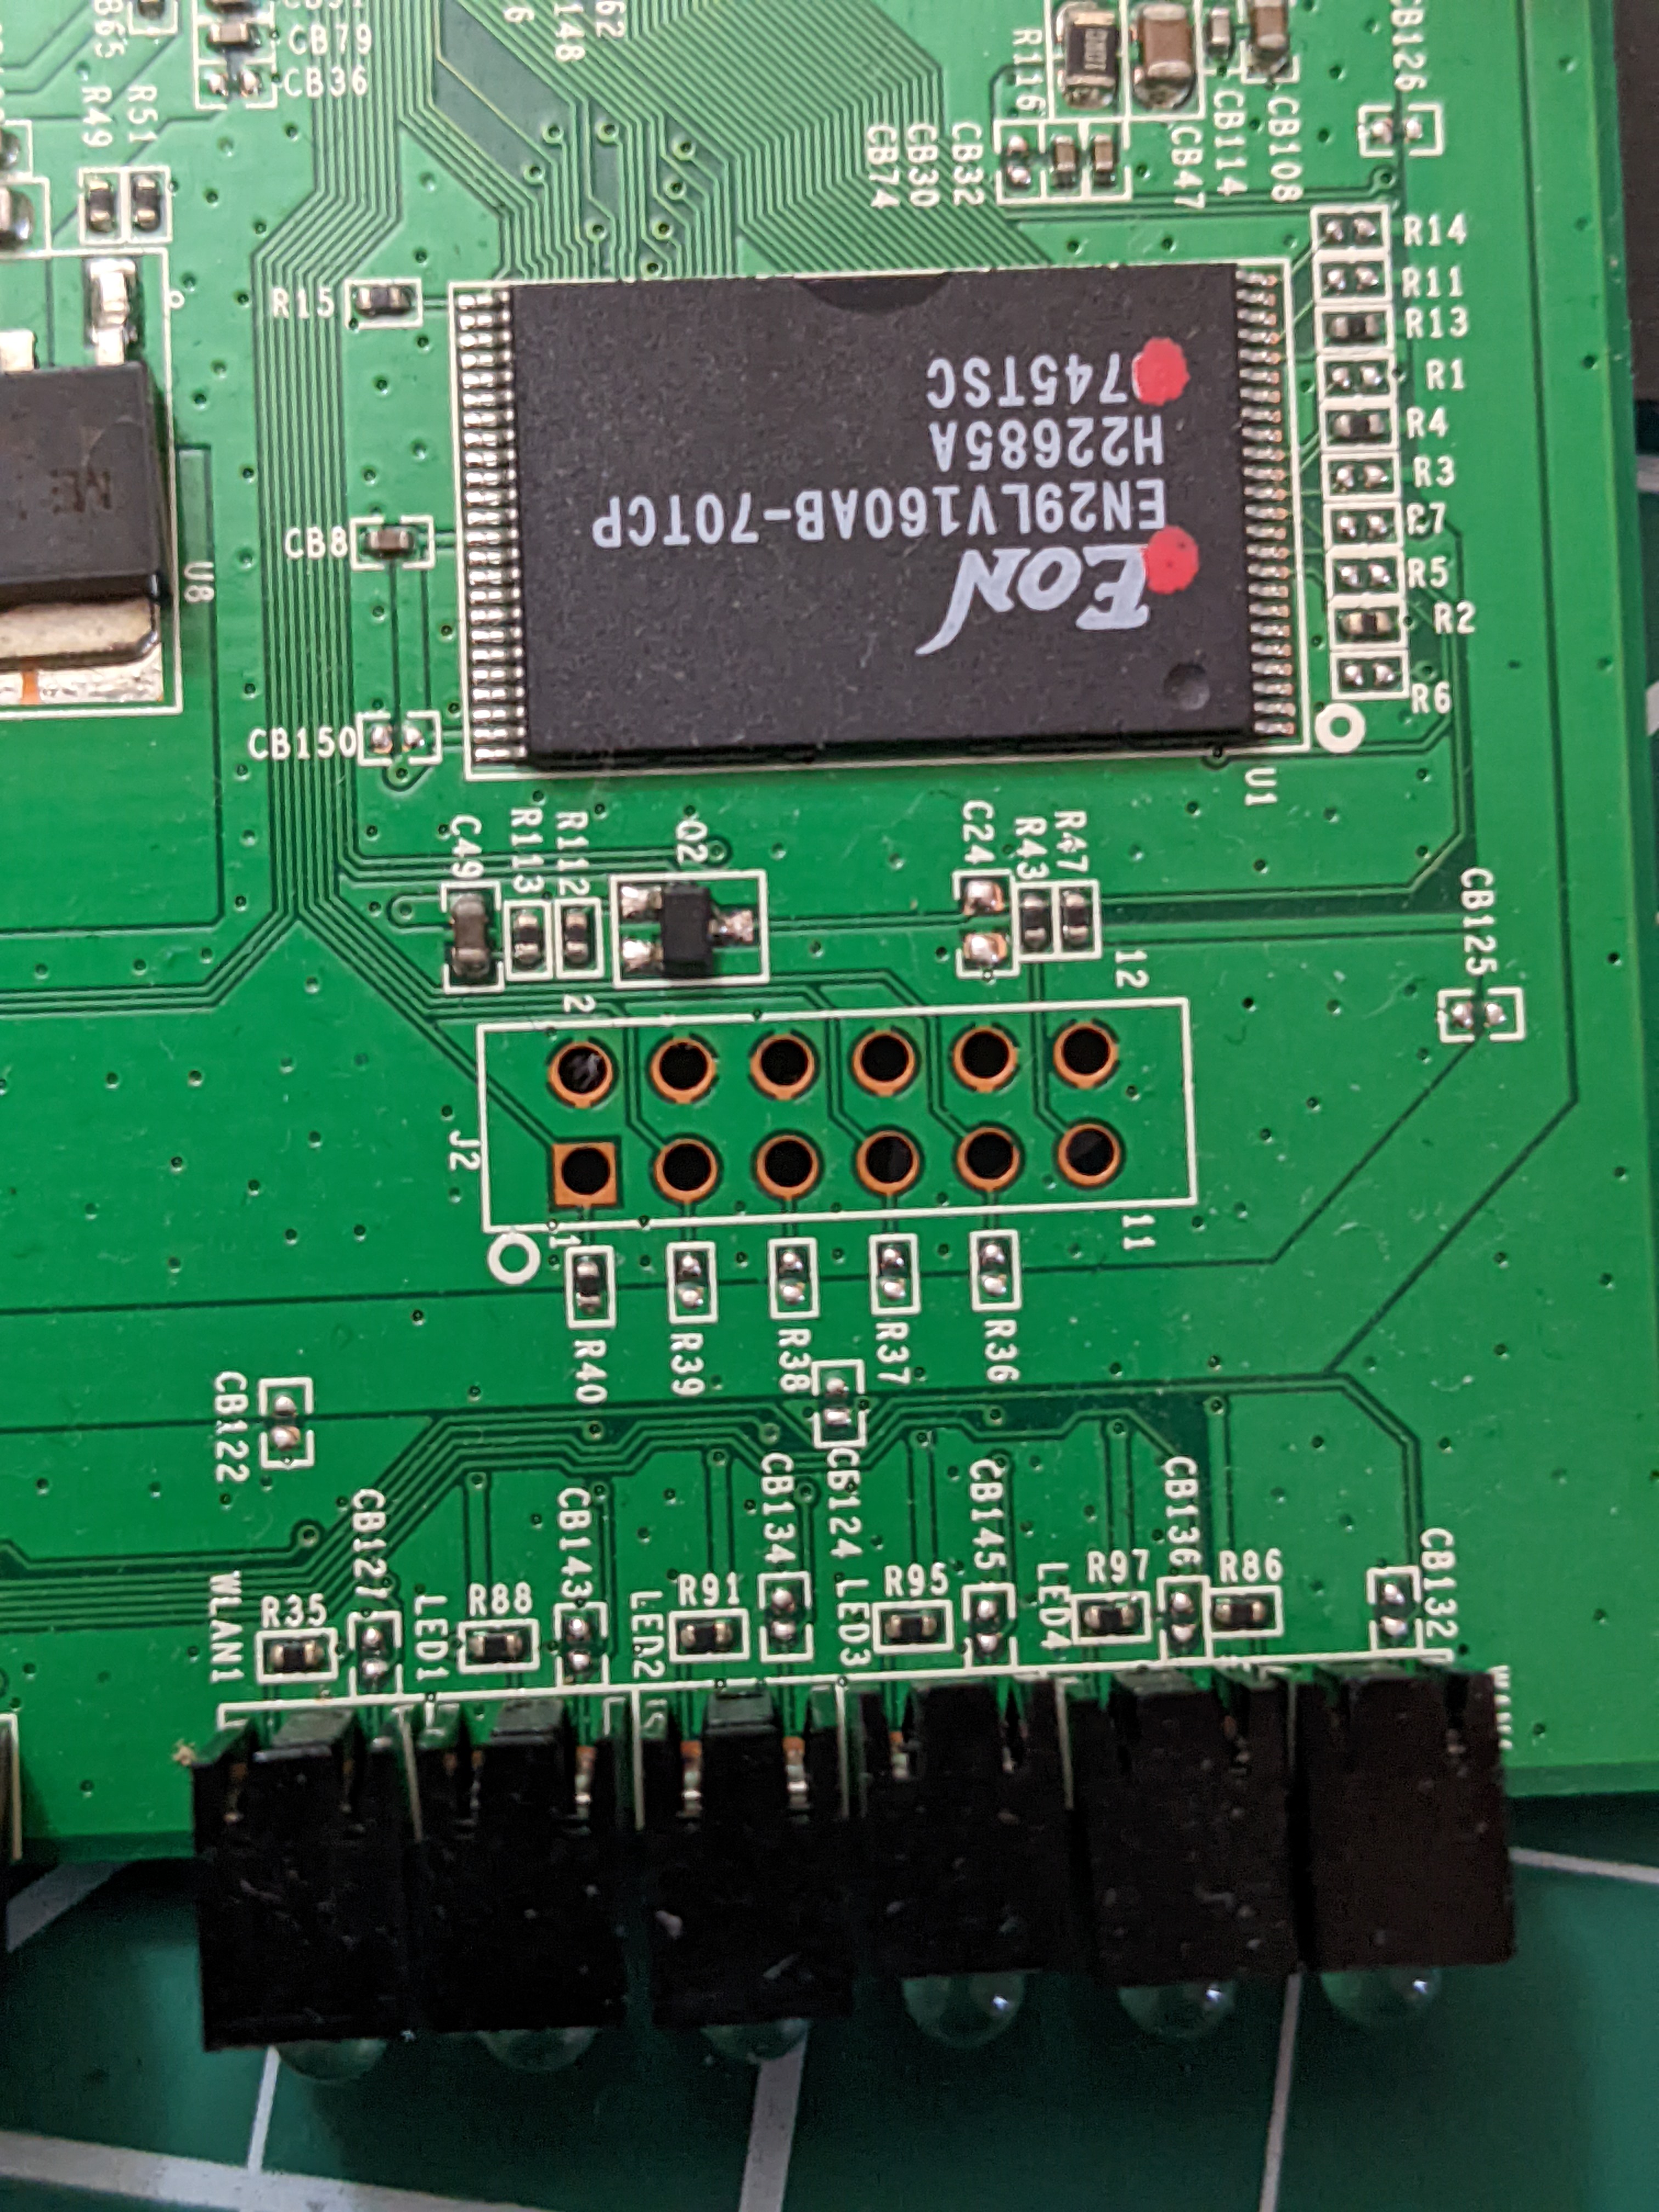 CB132
R86
CB136
R97
LED4
CB145
R95
LED3
CB124
CB134
R91
LED2
CB143
R88
LED1
CB127
R35
WLAN1
CB122
R36
R37
R38
R39
R40
11
1
J2
12
2
CB125
R47
R43
C24
Q2
R112
R113
C49
U1
CB150
R6
R2
R5
R7
R3
R4
R1
R13
R11
R14
EON
EN29LV160AB-70TCP
H22685A
745TSC
CB8
U8
R15
CB108
CB114
CB47
CB32
CB30
CB74
CB126
R116
R51
R49
CB36
CB79